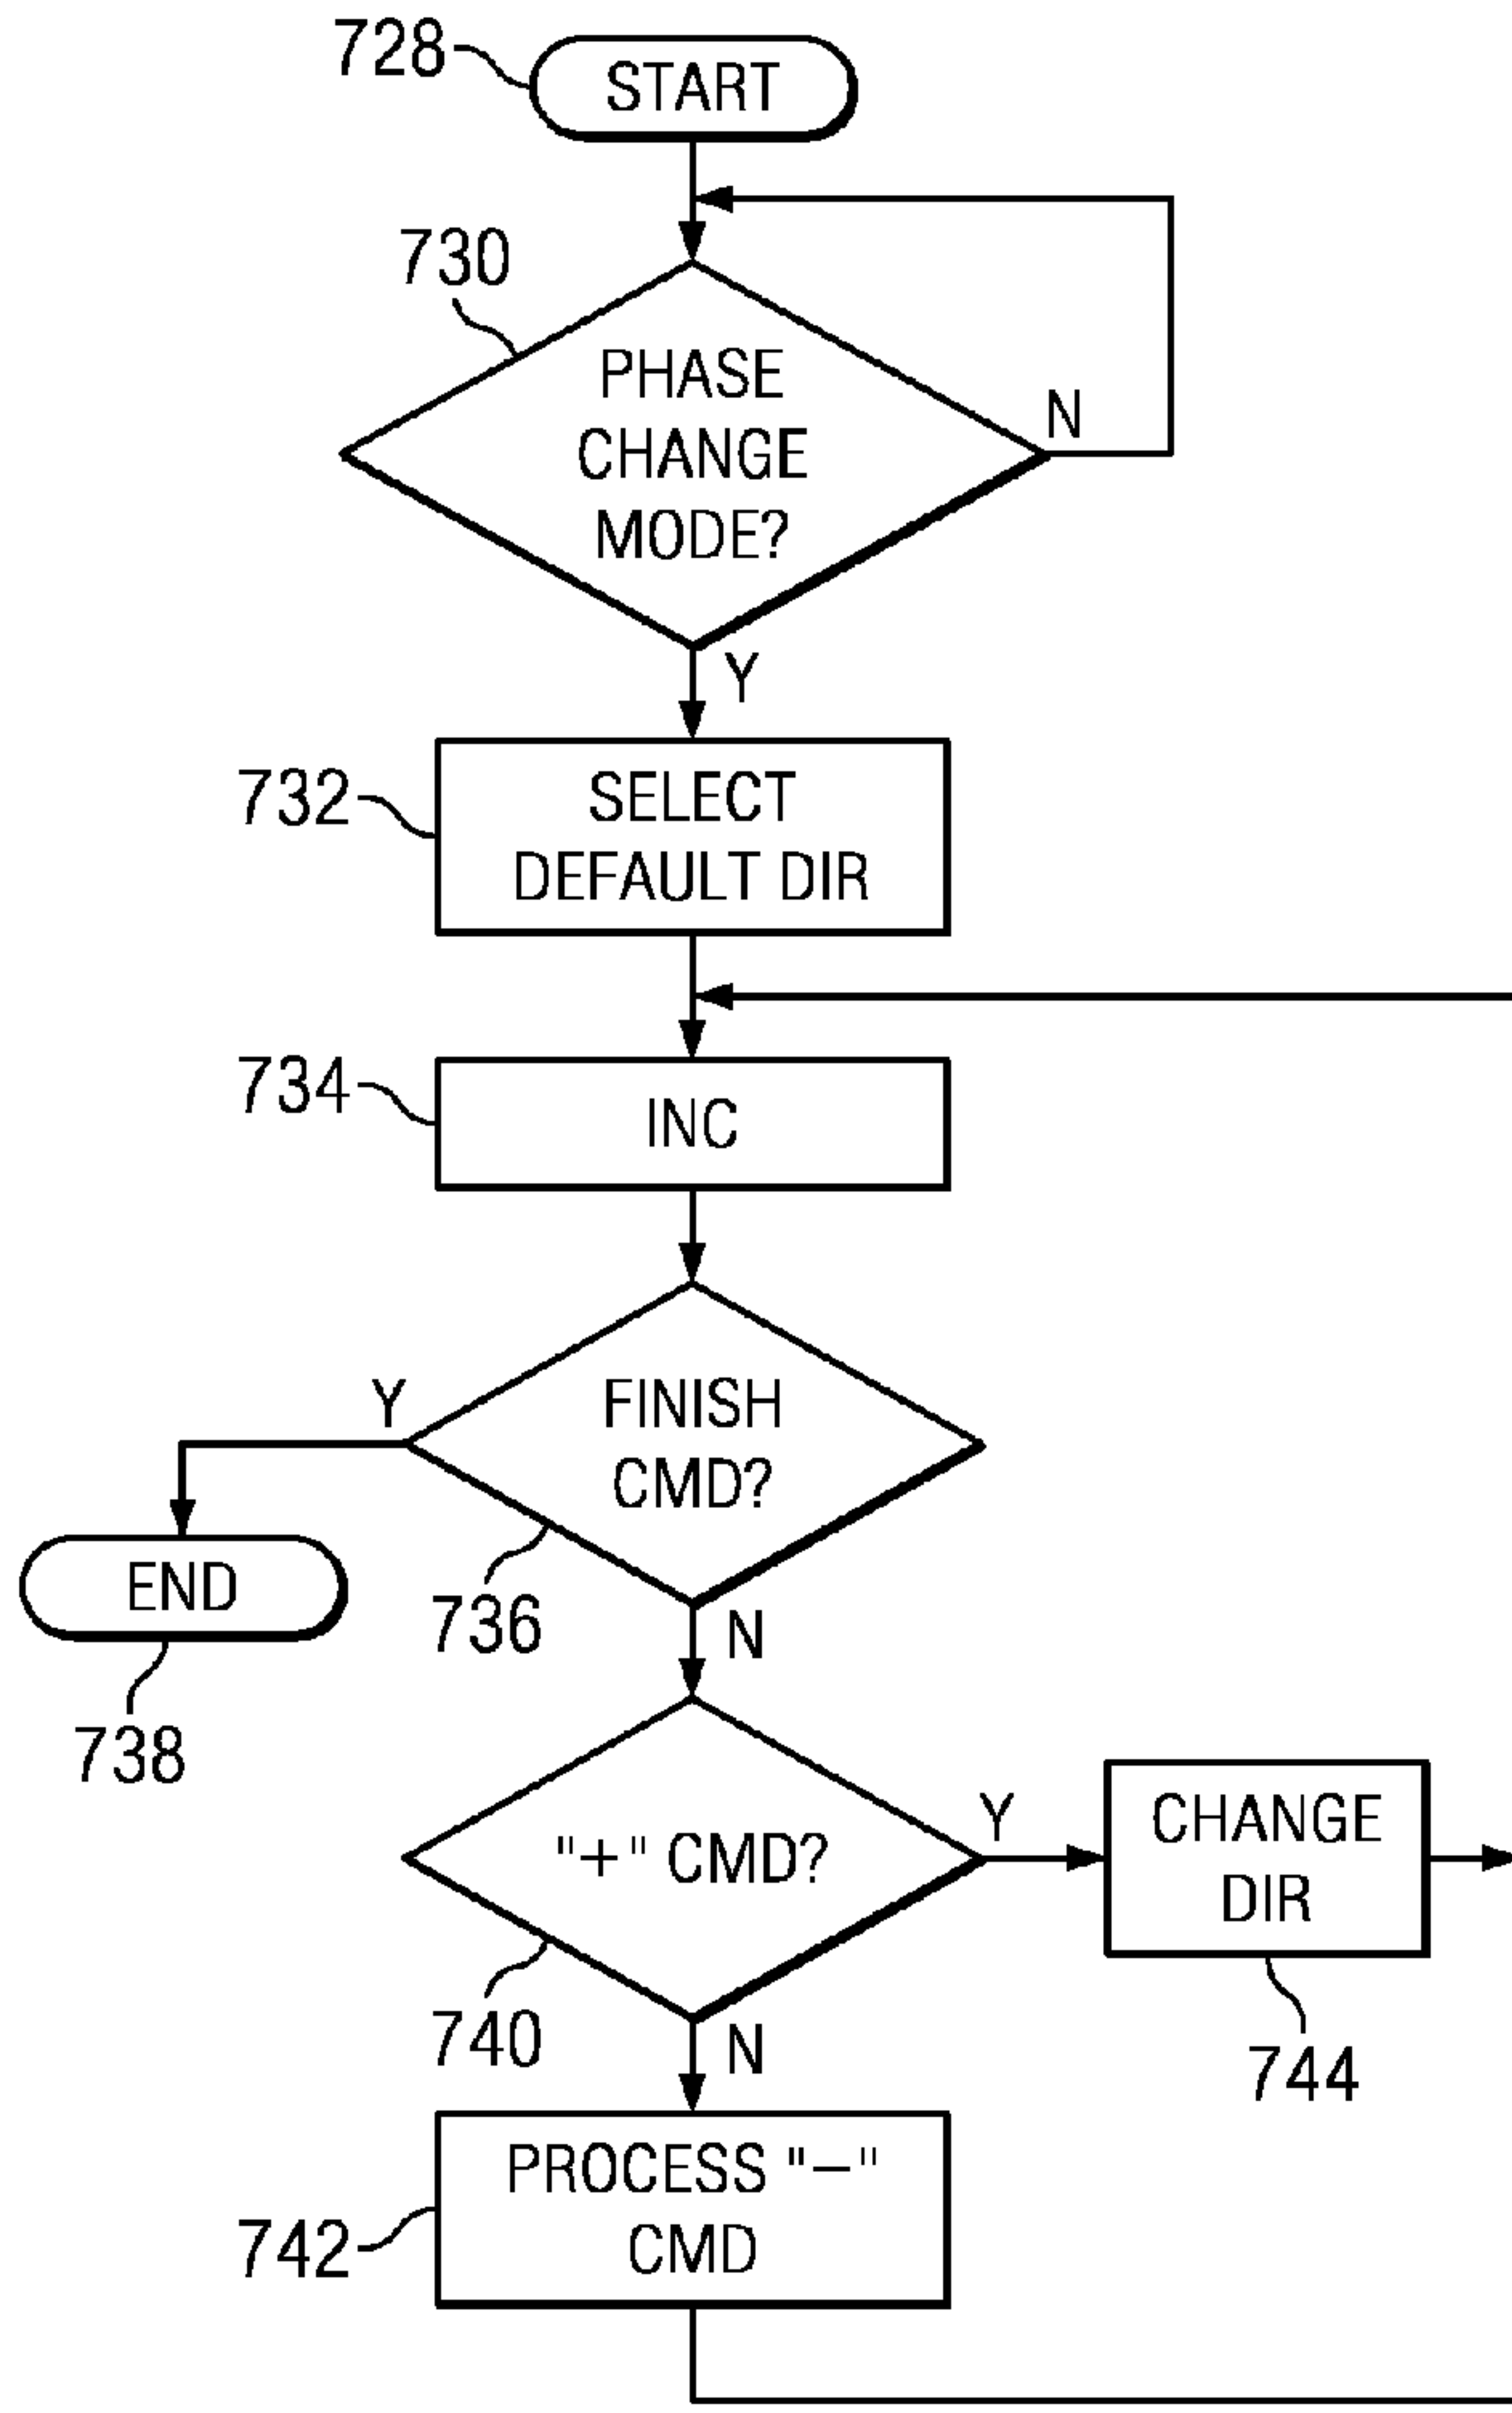 728
START
730
PHASE
CHANGE
MODE?
N
Y
732
SELECT
DEFAULT DIR
734
INC
Y
FINISH
CMD?
END
736
N
738
"+" CMD?
Y
CHANGE
DIR
740
N
744
PROCESS "–"
CMD
742